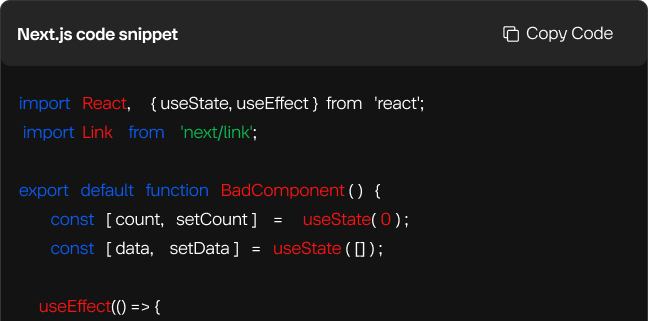 Next.js code snippet
Copy Code
import React, { useState, useEffect } from 'react';
import Link from 'next/link';
export default function BadComponent ( ) {
const [ count, setCount ] = useState( 0 ) ;
const [ data, setData ] = useState ( [] ) ;
useEffect(() => {